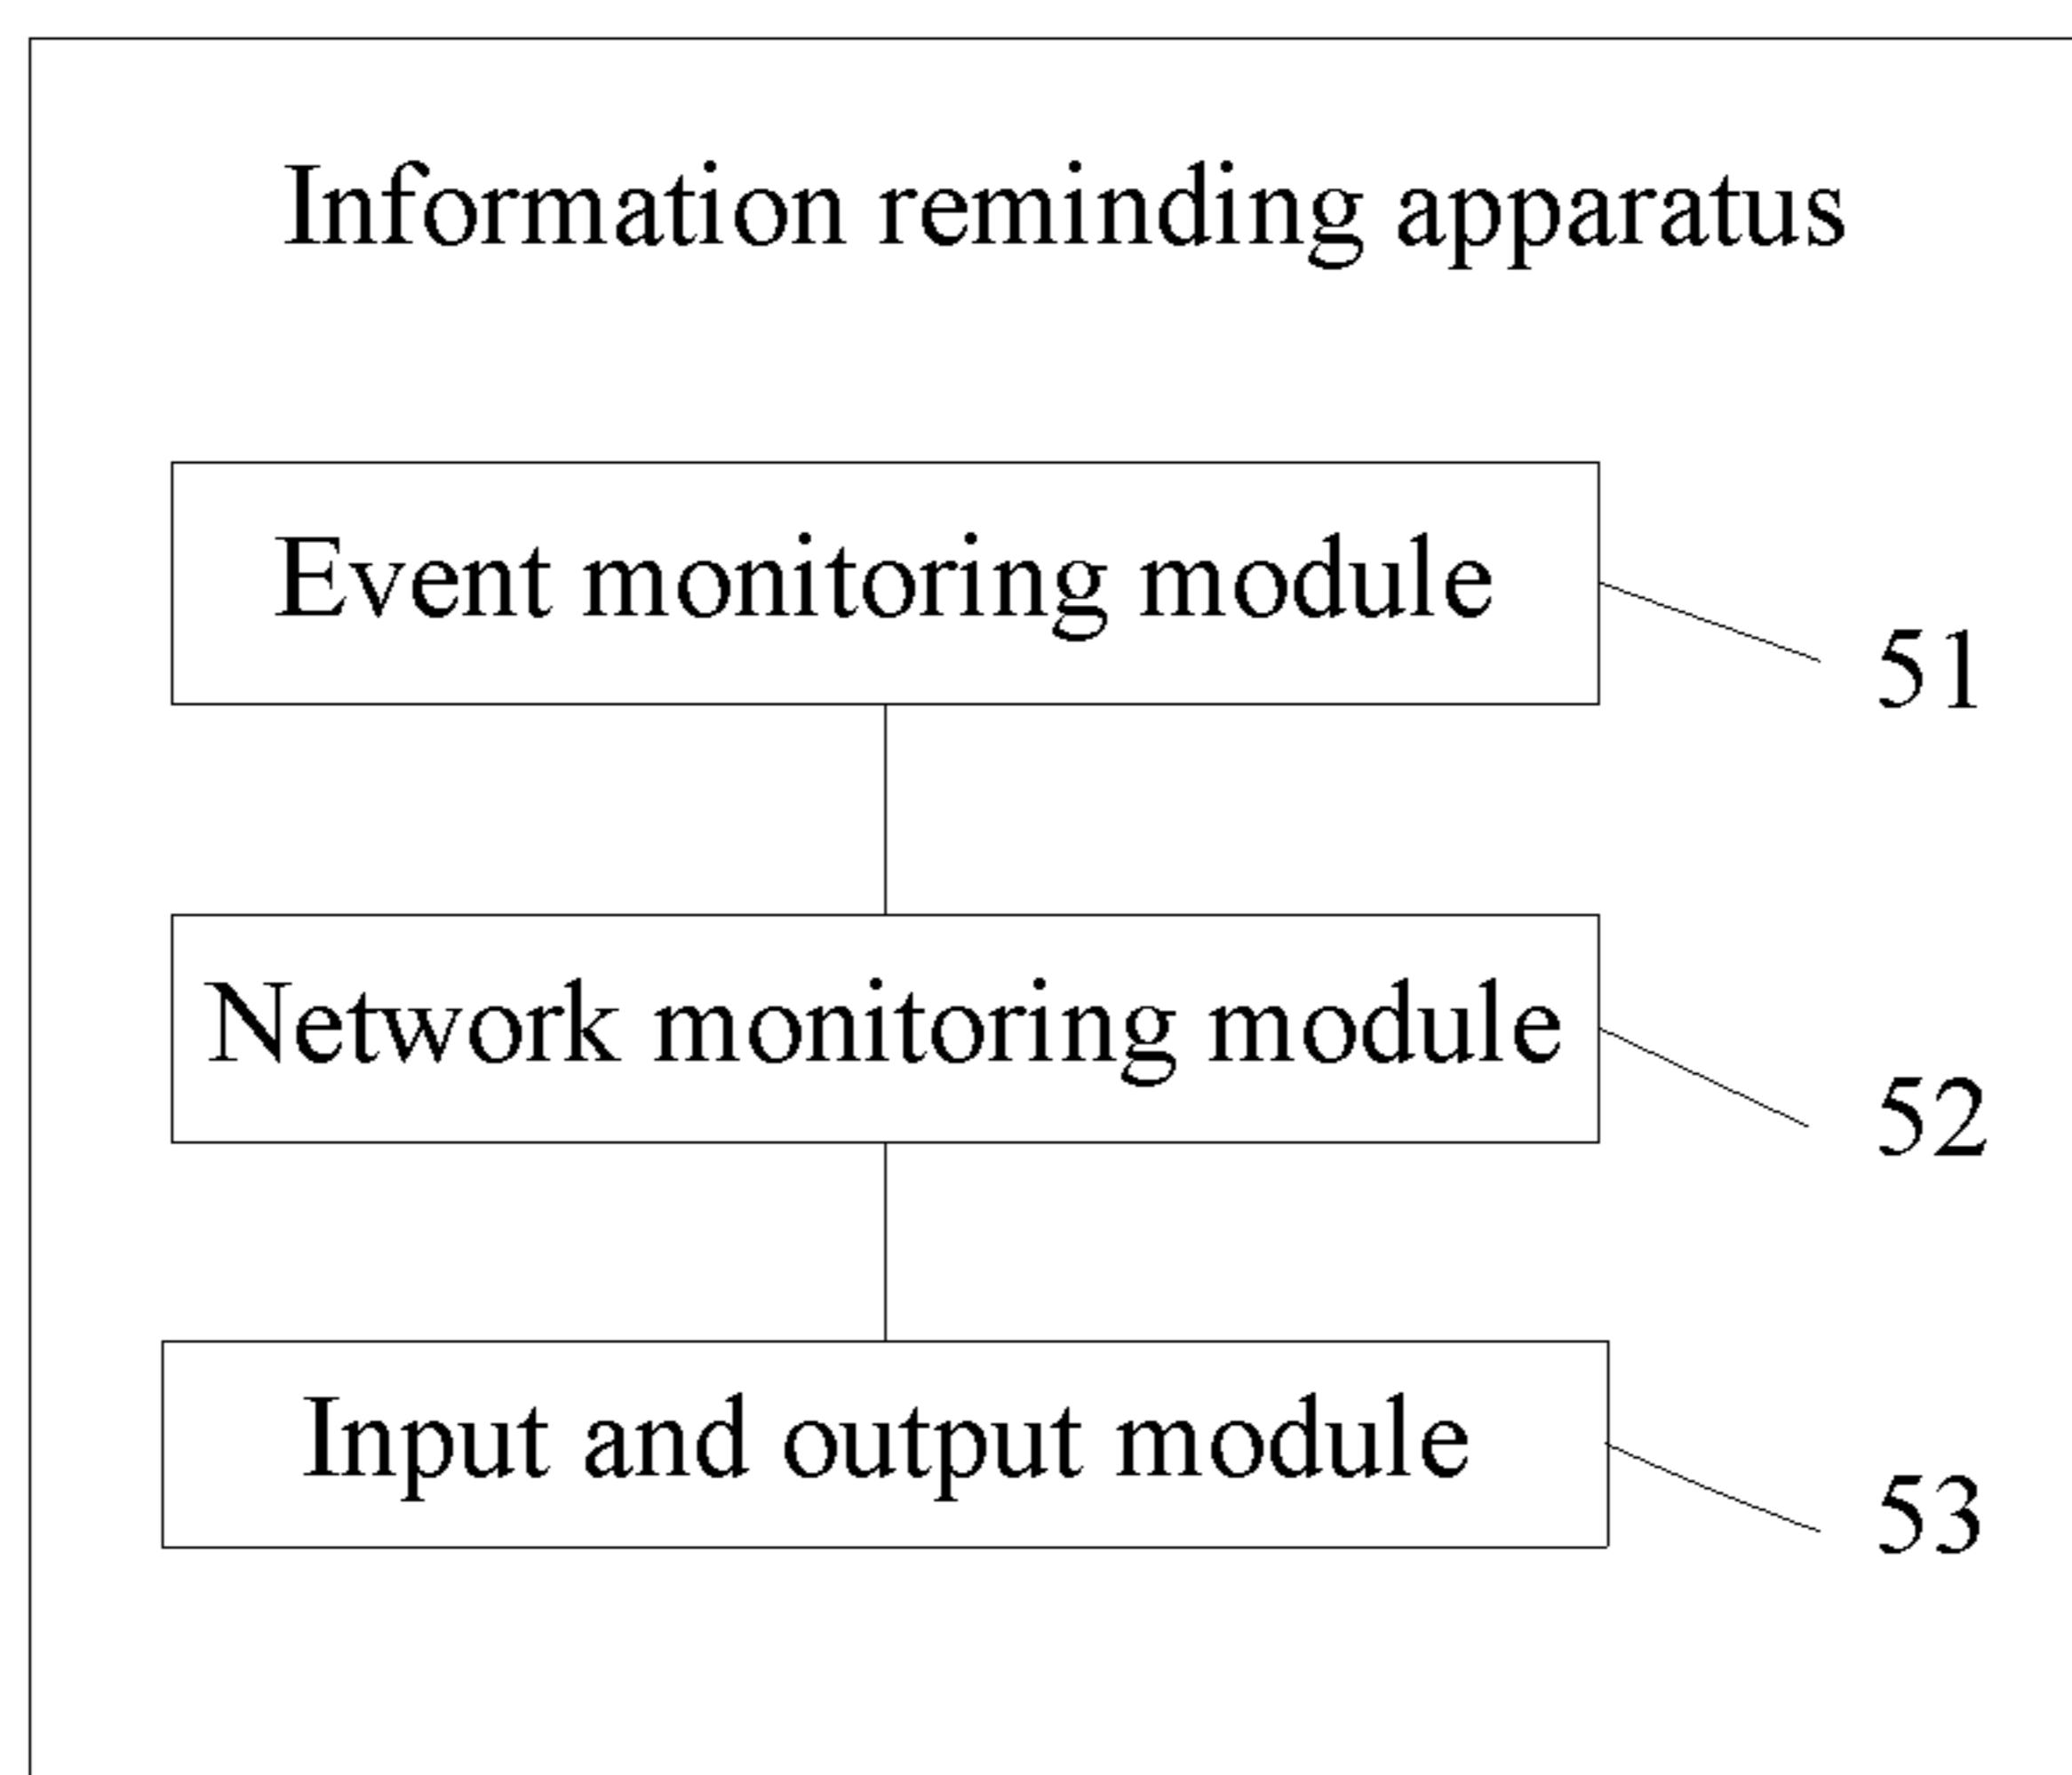 Information reminding apparatus
Event monitoring module
51
Network monitoring module
52
Input and output module
53